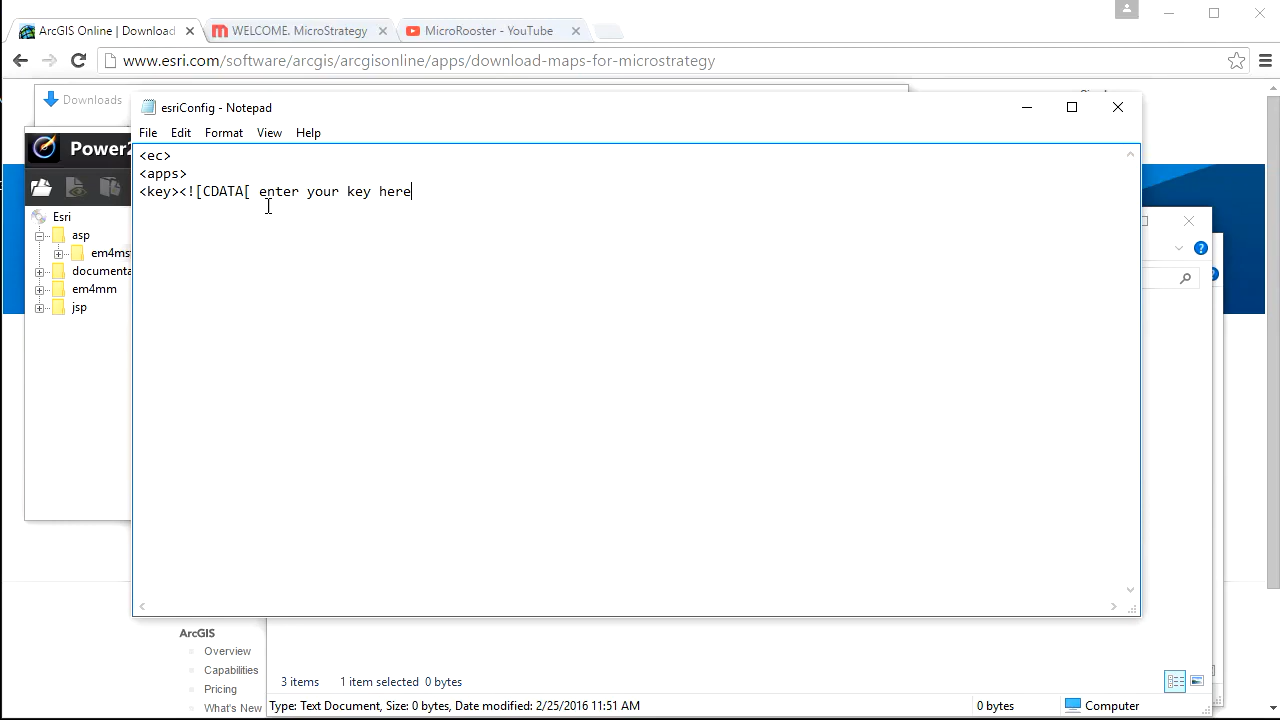 ArcGIS Online | Download
WELCOME. MicroStrategy
MicroRooster - YouTube
www.esri.com/software/arcgis/arcgisonline/apps/download-maps-for-microstrategy
Downloads
esriConfig - Notepad
File Edit Format View Help
<ec>
<apps>
<key><![CDATA[ enter your key here
Power2
Esri
asp
em4ms
documenta
em4mm
jsp
ArcGIS
Overview
Capabilities
Pricing
What's New
3 items 1 item selected 0 bytes
Type: Text Document, size: 0 bytes, Date modified: 2/25/2016 11:51 AM
0 bytes
Computer